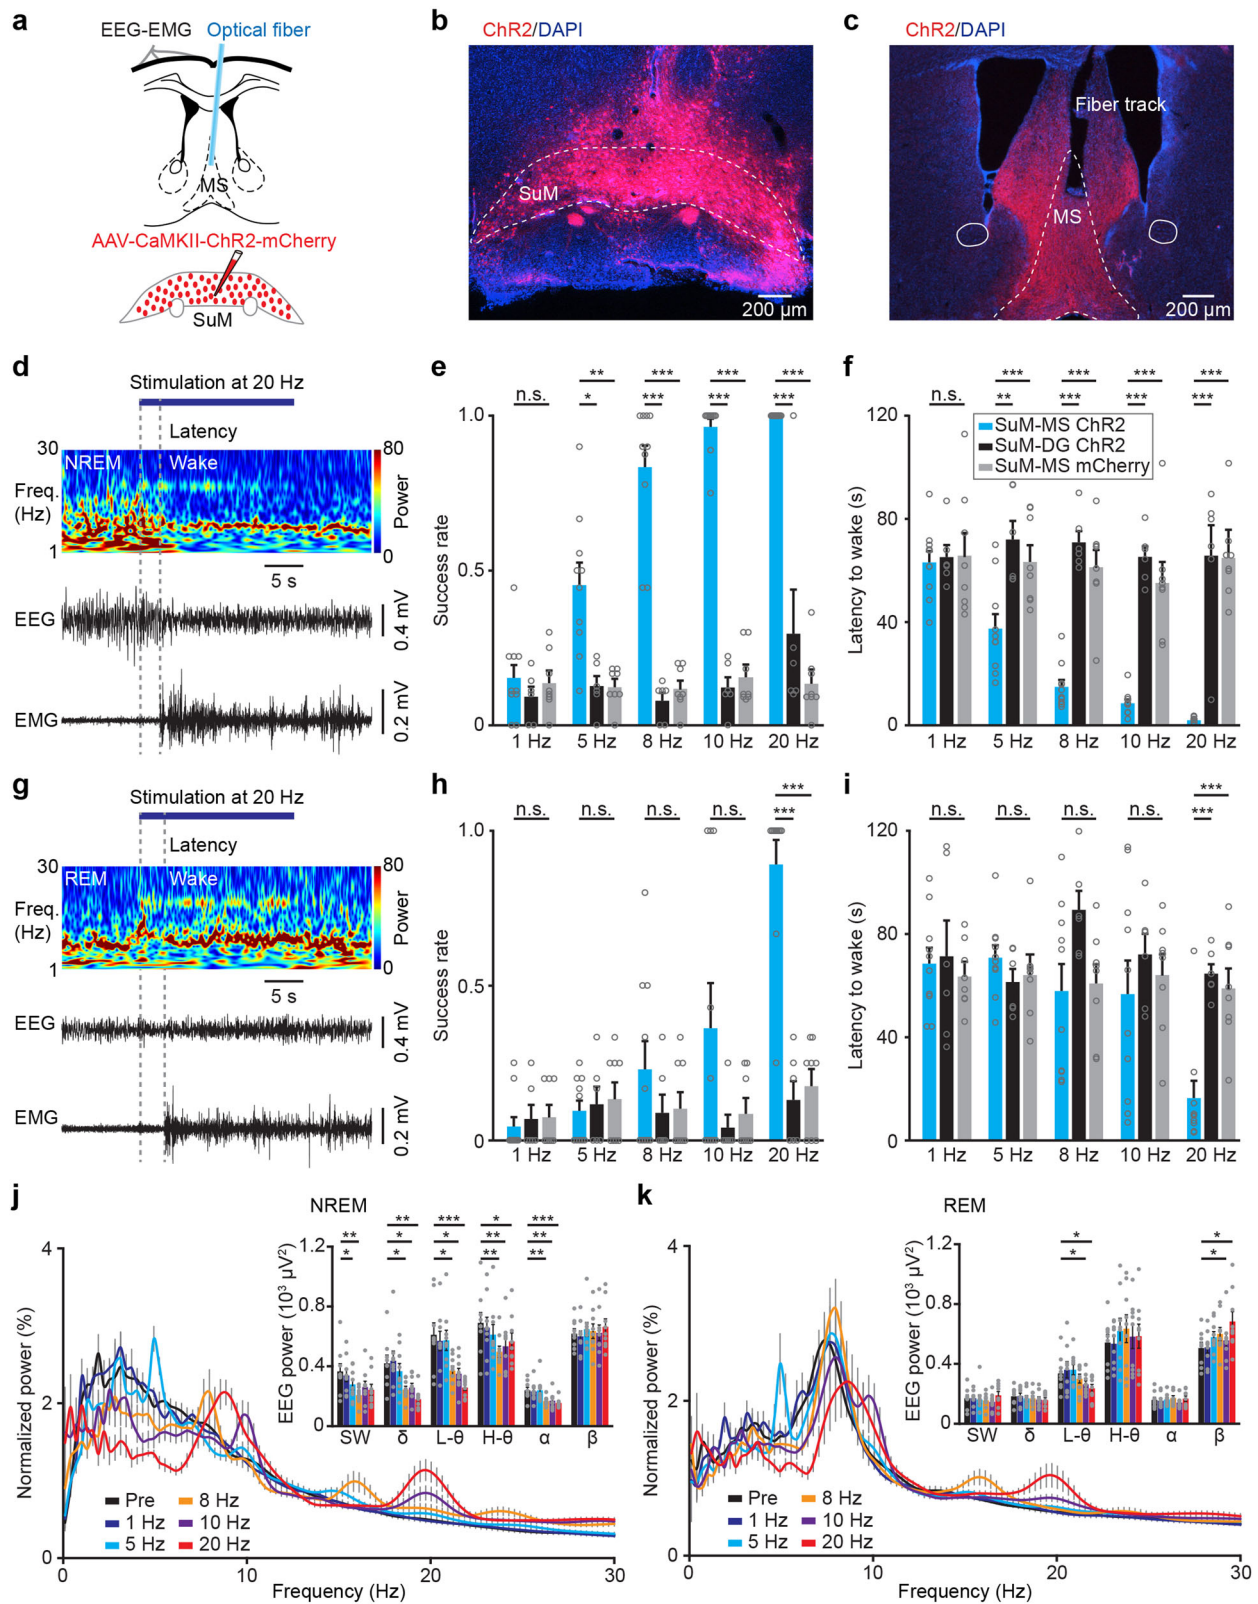 a
EEG-EMG Optical fiber
MS
AAV-CaMKII-ChR2-mCherry
SuM
b
ChR2/DAPI
SuM
200 µm
c
ChR2/DAPI
Fiber track
MS
200 µm
d
Stimulation at 20 Hz
Latency
30
NREM
Wake
80
Freq.
(Hz)
Power
1
0
5 s
EEG
0.4 mV
EMG
0.2 mV
e
n.s.
**
*
***
***
***
***
***
***
1.0
0.5
0
Success rate
1 Hz 5 Hz 8 Hz 10 Hz 20 Hz
f
n.s.
***
**
***
***
***
***
***
***
SuM-MS ChR2
SuM-DG ChR2
SuM-MS mCherry
120
80
40
0
Latency to wake (s)
1 Hz 5 Hz 8 Hz 10 Hz 20 Hz
g
Stimulation at 20 Hz
Latency
30
REM
Wake
80
Freq.
(Hz)
Power
1
0
5 s
EEG
0.4 mV
EMG
0.2 mV
h
n.s. n.s. n.s. n.s.
***
***
1.0
0.5
0
Success rate
1 Hz 5 Hz 8 Hz 10 Hz 20 Hz
i
n.s. n.s. n.s. n.s.
***
***
120
80
40
0
Latency to wake (s)
1 Hz 5 Hz 8 Hz 10 Hz 20 Hz
j
NREM
4
2
0
Normalized power (%)
**
*
**
*
*
***
*
*
*
**
**
***
**
**
1.2
0.8
0.4
0
EEG power (10³ µV²)
SW δ L-θ H-θ α β
Pre
1 Hz
5 Hz
8 Hz
10 Hz
20 Hz
0 10 20 30
Frequency (Hz)
k
REM
4
2
0
Normalized power (%)
*
*
*
*
1.2
0.8
0.4
0
EEG power (10³ µV²)
SW δ L-θ H-θ α β
Pre
1 Hz
5 Hz
8 Hz
10 Hz
20 Hz
0 10 20 30
Frequency (Hz)